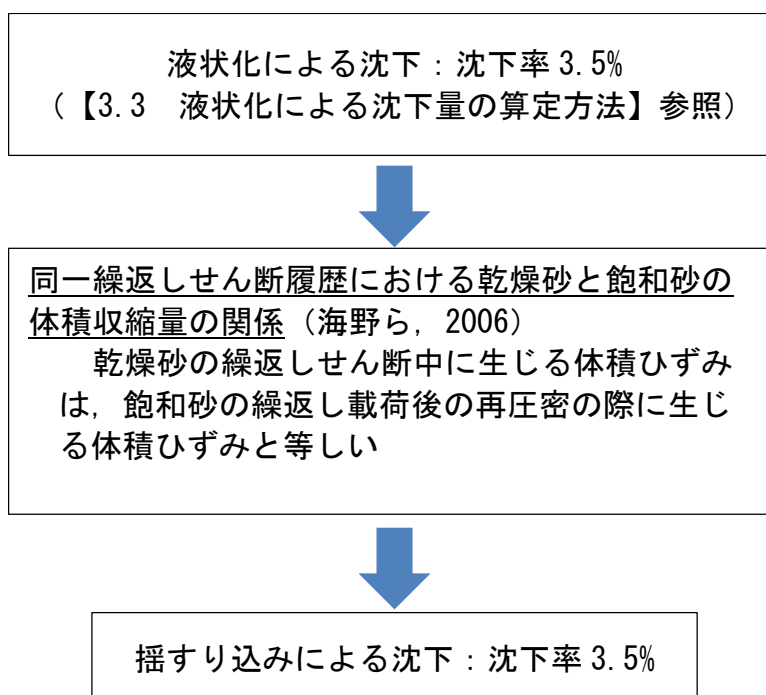 液状化による沈下：沈下率 3.5%
（【3.3　液状化による沈下量の算定方法】参照）
同一繰返しせん断履歴における乾燥砂と飽和砂の
体積収縮量の関係（海野ら，2006）
乾燥砂の繰返しせん断中に生じる体積ひずみ
は，飽和砂の繰返し載荷後の再圧密の際に生じ
る体積ひずみと等しい
揺すり込みによる沈下：沈下率 3.5%